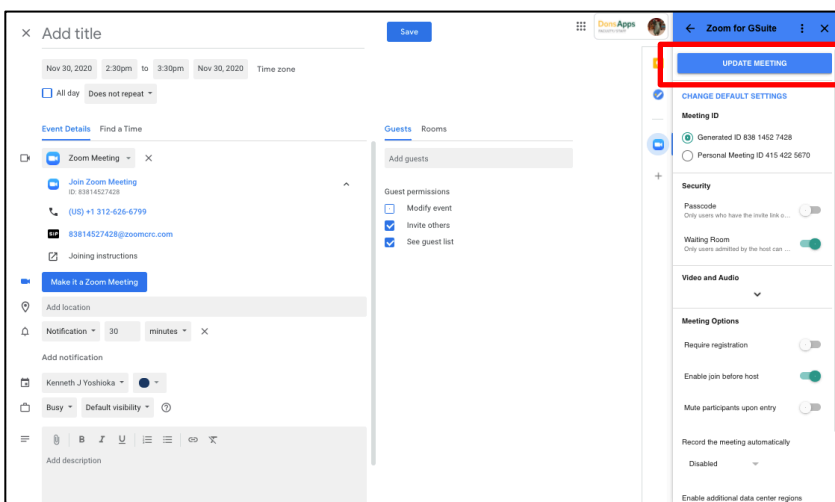 Add title
Save
DonsApps
FACULTY-STAFF
Nov 30, 2020 2:30pm to 3:30pm Nov 30, 2020 Time zone
All day Does not repeat
Event Details Find a Time
Zoom Meeting
Join Zoom Meeting
ID: 83814527428
(US) +1 312-626-6799
SIP 83814527428@zoomcrc.com
Joining instructions
Make it a Zoom Meeting
Add location
Notification 30 minutes
Add notification
Kenneth J Yoshioka
Busy Default visibility
B I U
Add description
Guests Rooms
Add guests
Guest permissions
Modify event
Invite others
See guest list
Zoom for GSuite
UPDATE MEETING
CHANGE DEFAULT SETTINGS
Meeting ID
Generated ID 838 1452 7428
Personal Meeting ID 415 422 5670
Security
Passcode
Only users who have the invite link o...
Waiting Room
Only users admitted by the host can ...
Video and Audio
Meeting Options
Require registration
Enable join before host
Mute participants upon entry
Record the meeting automatically
Disabled
Enable additional data center regions